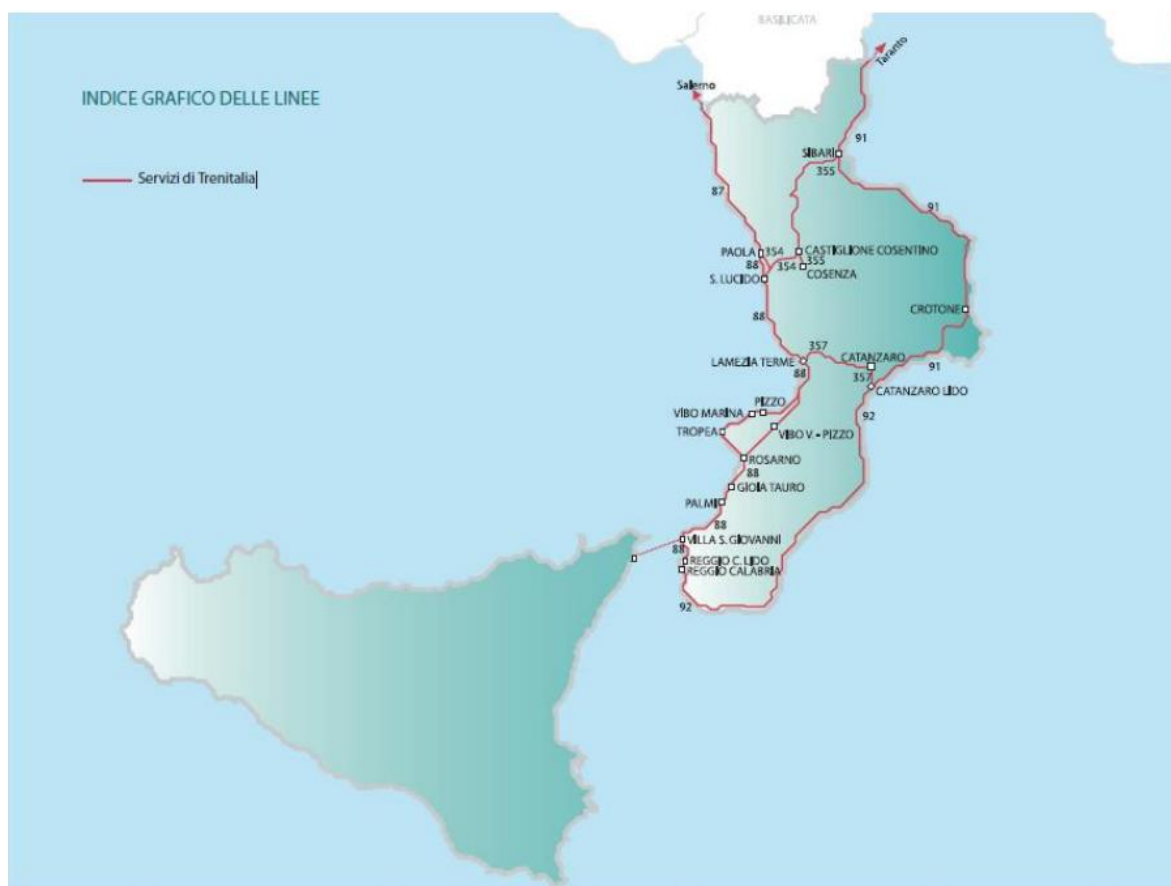 BASILICATA
Taranto
Salerno
INDICE GRAFICO DELLE LINEE
91
SIBARI
355
Servizi di Trenitalia
87
91
PAOLA
354
CASTIGLIONE COSENTINO
88
354
355
COSENZA
S. LUCIDO
CROTONE
88
357
LAMEZIA TERME
CATANZARO
88
91
357
CATANZARO LIDO
PIZZO
VIBO MARINA
92
TROPEA
VIBO V. - PIZZO
ROSARNO
88
GIOIA TAURO
PALMI
88
VILLA S. GIOVANNI
88
REGGIO C. LIDO
REGGIO CALABRIA
92